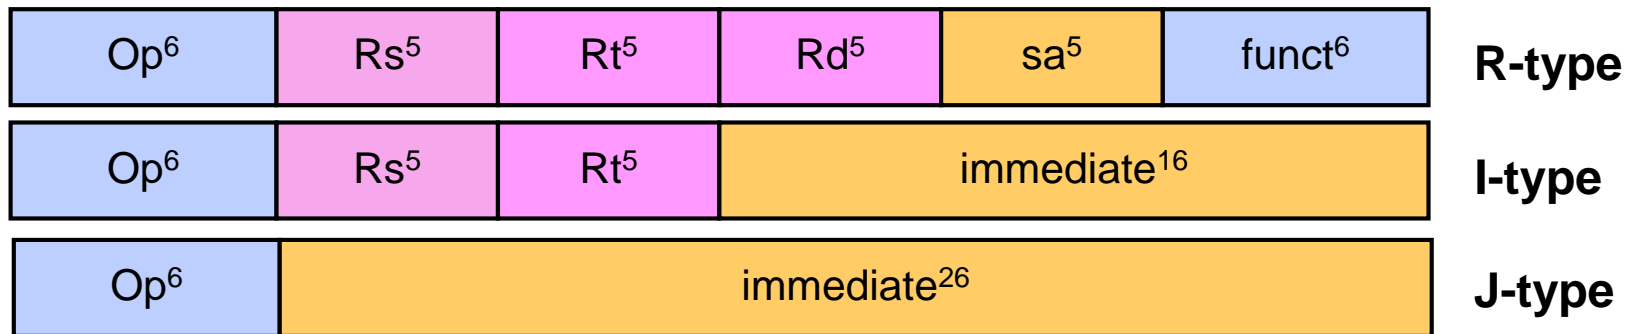 Op⁶ Rs⁵ Rt⁵ Rd⁵ sa⁵ funct⁶ R-type
Op⁶ Rs⁵ Rt⁵ immediate¹⁶ I-type
Op⁶ immediate²⁶ J-type